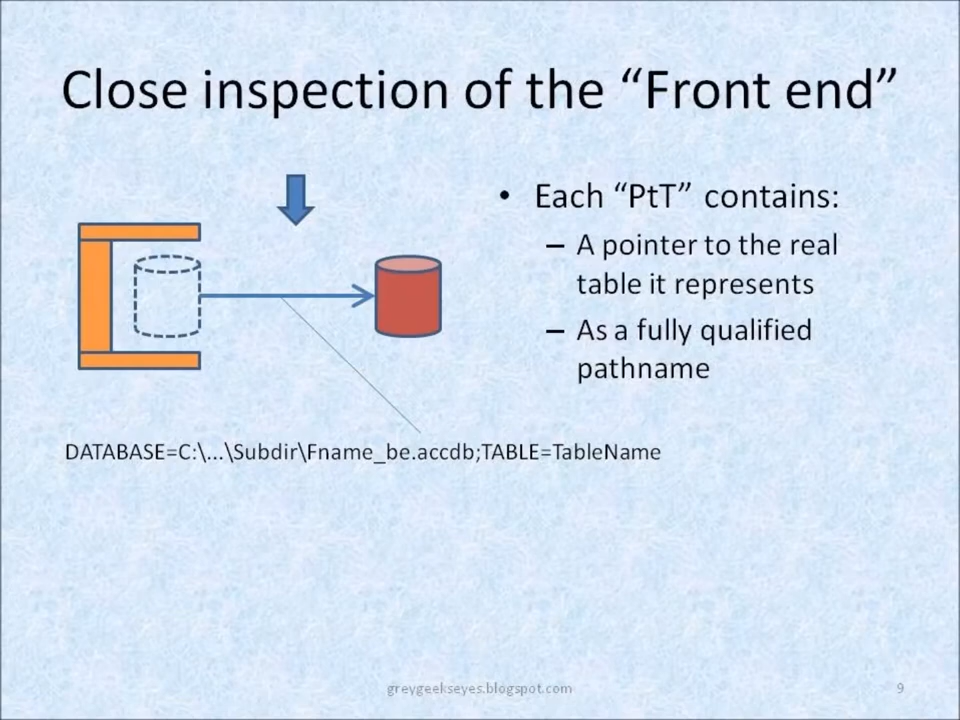 Close inspection of the “Front end”
• Each “PtT” contains:
– A pointer to the real
table it represents
– As a fully qualified
pathname
DATABASE=C:\...\Subdir\Fname_be.accdb;TABLE=TableName
greygeekseyes.blogspot.com
9